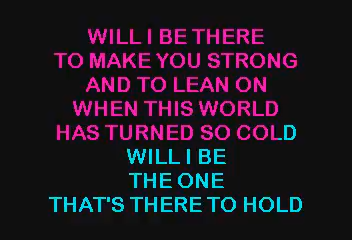 WILL I BE THERE
TO MAKE YOU STRONG
AND TO LEAN ON
WHEN THIS WORLD
HAS TURNED SO COLD
WILL I BE
THE ONE
THAT'S THERE TO HOLD